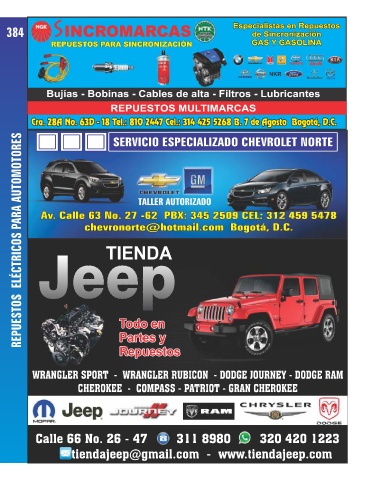 384
REPUESTOS ELÉCTRICOS PARA AUTOMOTORES
NGK
SINCROMARCAS
REPUESTOS PARA SINCRONIZACIÓN
NTK
Especialistas en Repuestos
de Sincronización
GAS Y GASOLINA
Bujias - Bobinas - Cables de alta - Filtros - Lubricantes
REPUESTOS MULTIMARCAS
Cra. 28A No. 63D - 18 Tel.: 810 2447 Cel.: 314 425 5268 B. 7 de Agosto Bogotá, D.C.
SERVICIO ESPECIALIZADO CHEVROLET NORTE
CHEVROLET
GM
TALLER AUTORIZADO
Av. Calle 63 No. 27 -62 PBX: 345 2509 CEL: 312 459 5478
chevronorte@hotmail.com Bogotá, D.C.
TIENDA
Jeep
Todo en
Partes y
Repuestos
WRANGLER SPORT - WRANGLER RUBICON - DODGE JOURNEY - DODGE RAM
CHEROKEE - COMPASS - PATRIOT - GRAN CHEROKEE
MOPAR Jeep JOURNEY RAM CHRYSLER DODGE
Calle 66 No. 26 - 47 311 8980 320 420 1223
tiendajeep@gmail.com - www.tiendajeep.com